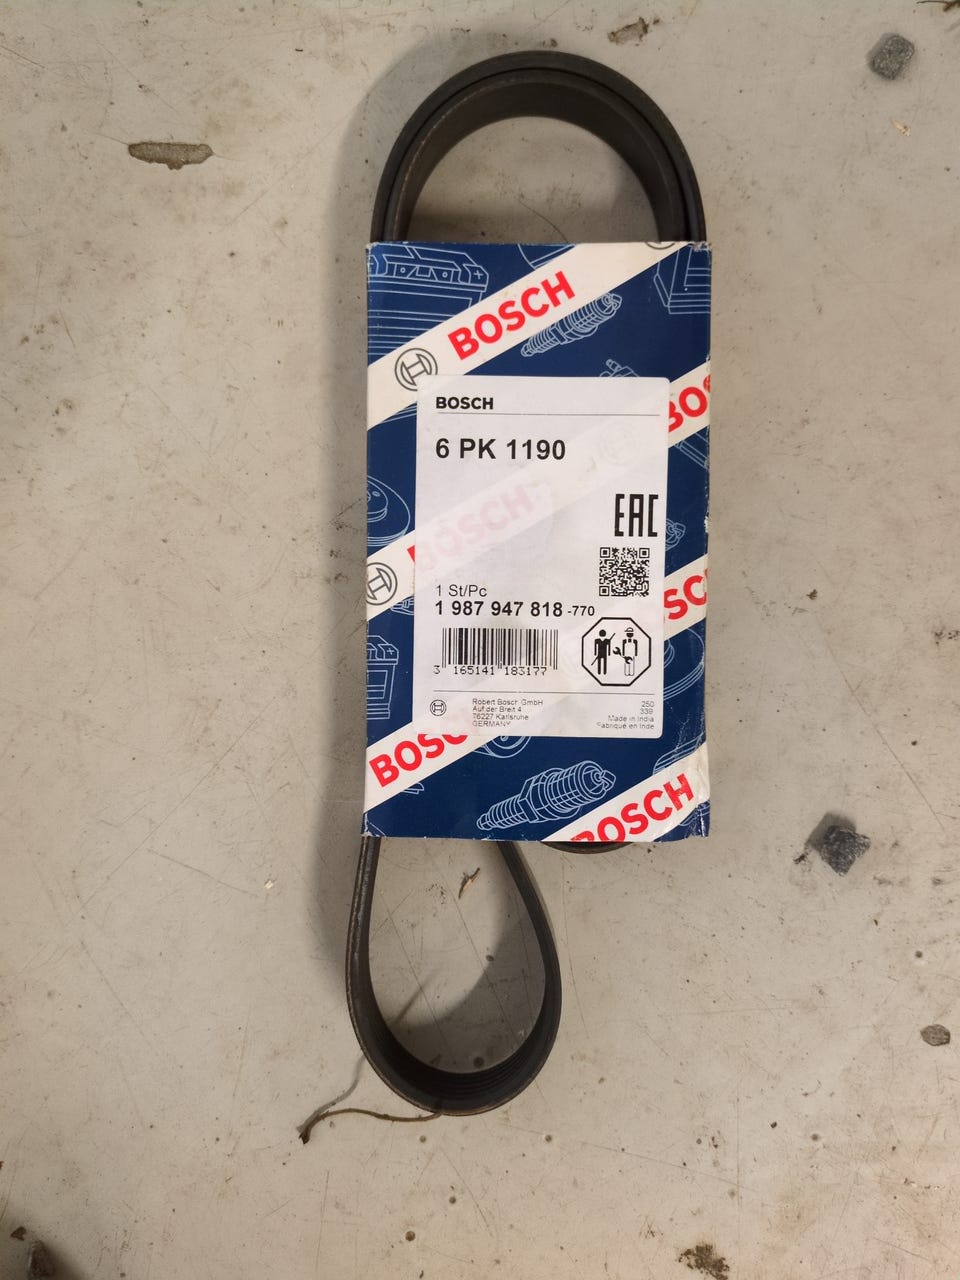 BOSCH
BOSCH
BOSCH
6 PK 1190
EAC
BOSCH
1 St/Pc
1 987 947 818 -770
3 165141 183177
Robert Bosch GmbH
Auf der Breit 4
76227 Karlsruhe
GERMANY
250
339
Made in India
Fabriqué en Inde
BOSCH
BOSCH